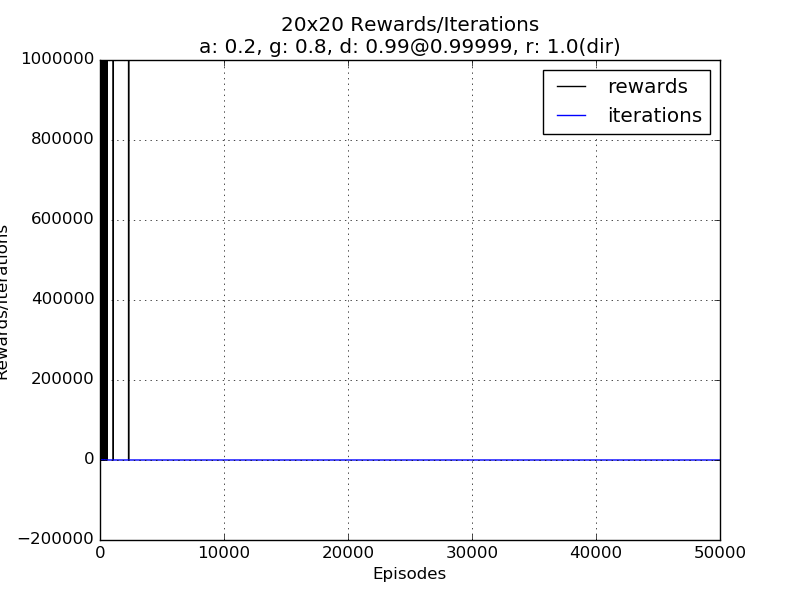 20x20 Rewards/Iterations
a: 0.2, g: 0.8, d: 0.99@0.99999, r: 1.0(dir)
rewards
iterations
1000000
800000
600000
400000
200000
0
−200000
Rewards/Iterations
0 10000 20000 30000 40000 50000
Episodes